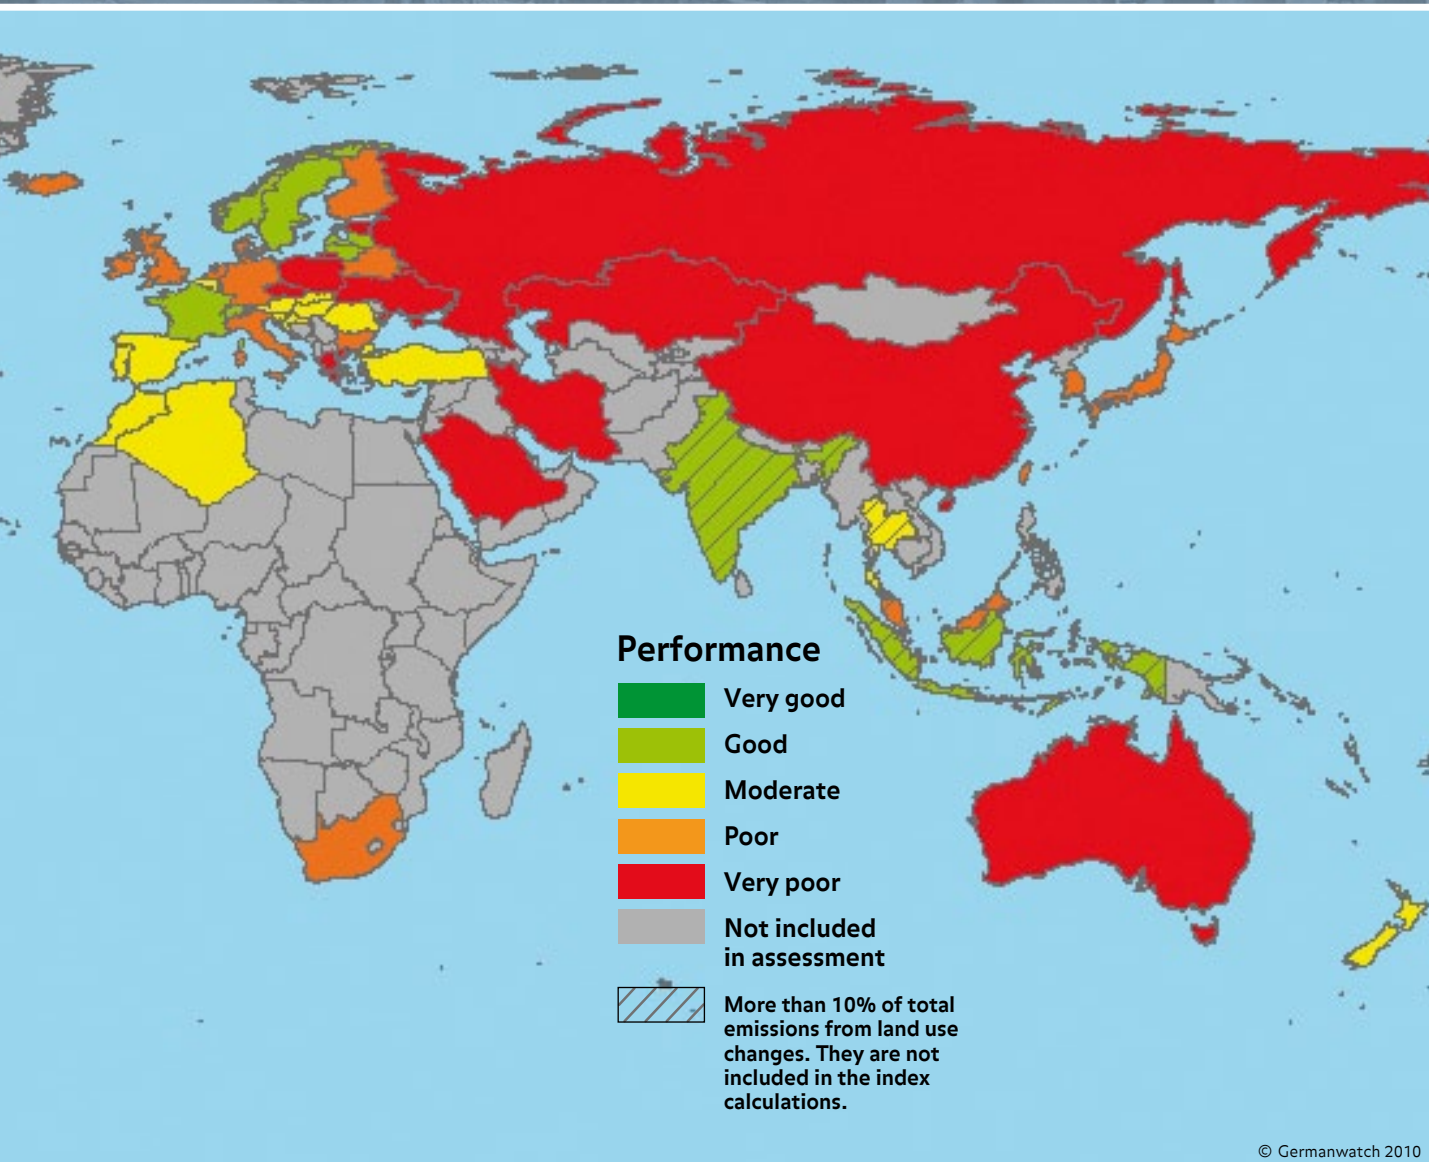 Performance
Very good
Good
Moderate
Poor
Very poor
Not included
in assessment
More than 10% of total
emissions from land use
changes. They are not
included in the index
calculations.
© Germanwatch 2010